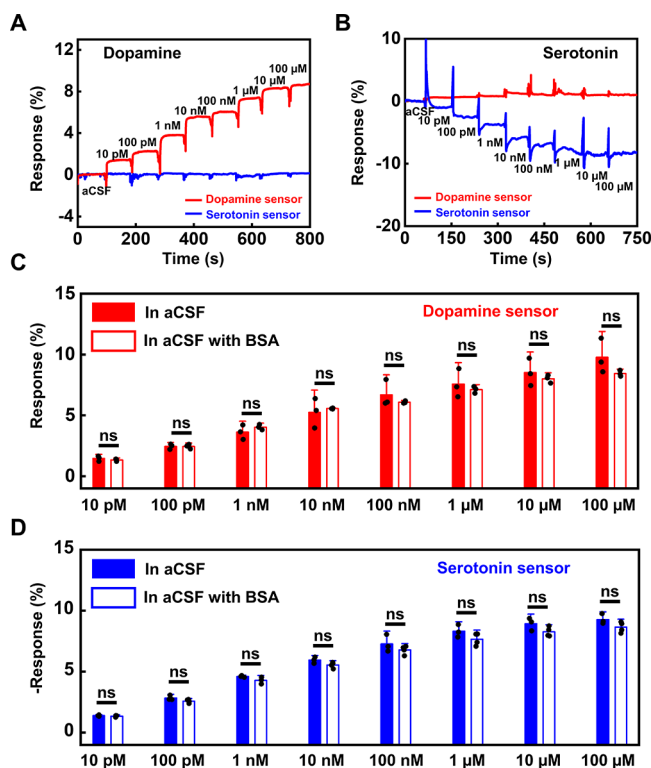 A
Dopamine
12
8
4
0
-4
Response (%)
aCSF
10 pM
100 pM
1 nM
10 nM
100 nM
1 µM
10 µM
100 µM
Dopamine sensor
Serotonin sensor
0
200
400
600
800
Time (s)
B
Serotonin
10
0
-10
-20
Response (%)
aCSF
10 pM
100 pM
1 nM
10 nM
100 nM
1 µM
10 µM
100 µM
Dopamine sensor
Serotonin sensor
0
150
300
450
600
750
Time (s)
C
15
10
5
0
Response (%)
In aCSF
In aCSF with BSA
Dopamine sensor
ns
ns
ns
ns
ns
ns
ns
ns
10 pM
100 pM
1 nM
10 nM
100 nM
1 µM
10 µM
100 µM
D
15
10
5
0
-Response (%)
In aCSF
In aCSF with BSA
Serotonin sensor
ns
ns
ns
ns
ns
ns
ns
ns
10 pM
100 pM
1 nM
10 nM
100 nM
1 µM
10 µM
100 µM